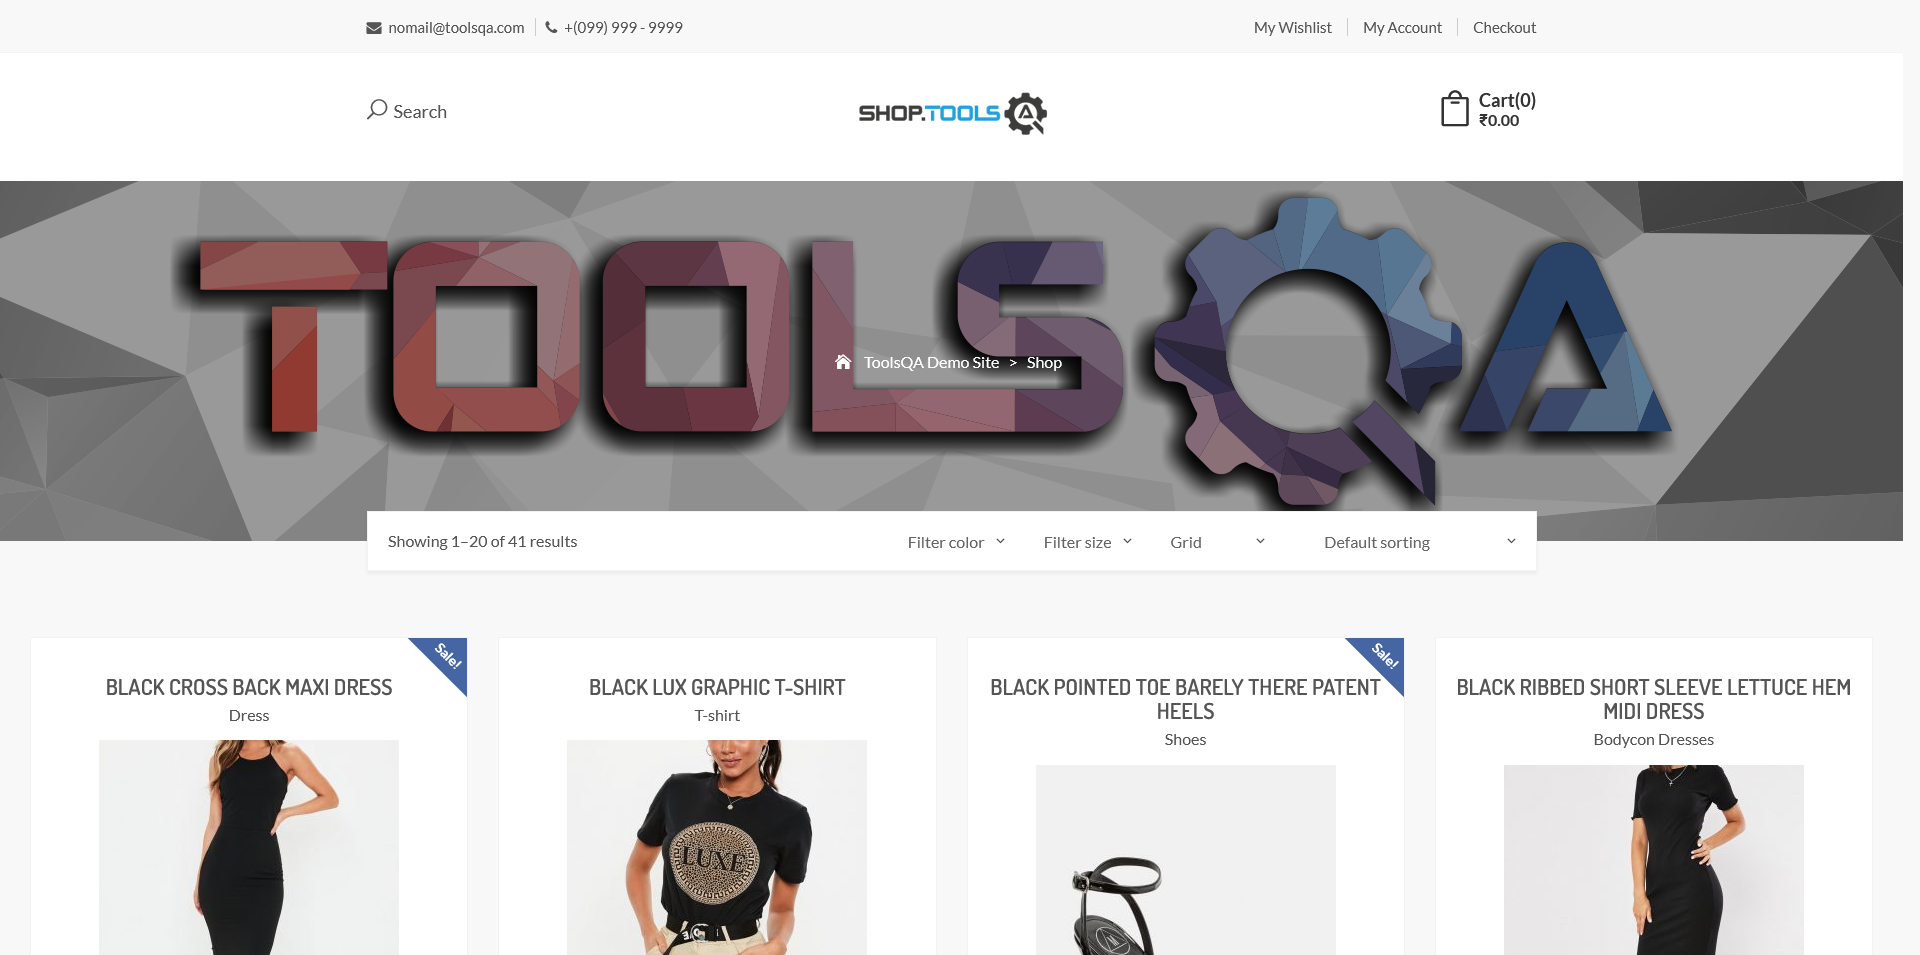 nomail@toolsqa.com
+(099) 999 - 9999
My Wishlist
My Account
Checkout
Search
SHOP.TOOLSQA
Cart(0)
₹0.00
TOOLSQA
ToolsQA Demo Site > Shop
Showing 1–20 of 41 results
Filter color
Filter size
Grid
Default sorting
Sale!
BLACK CROSS BACK MAXI DRESS
Dress
BLACK LUX GRAPHIC T-SHIRT
T-shirt
LUXE
Sale!
BLACK POINTED TOE BARELY THERE PATENT
HEELS
Shoes
BLACK RIBBED SHORT SLEEVE LETTUCE HEM
MIDI DRESS
Bodycon Dresses